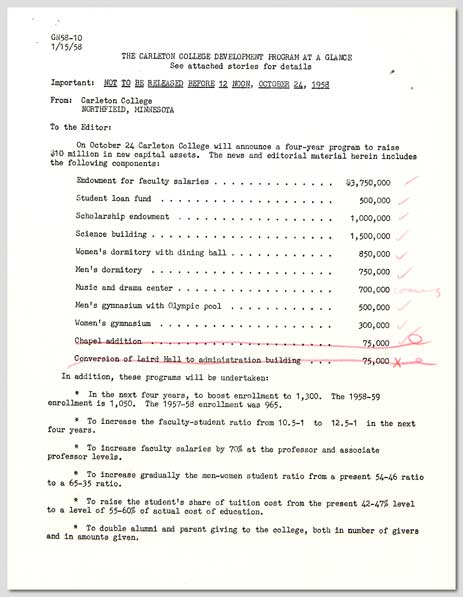 GN58-10
1/15/58
THE CARLETON COLLEGE DEVELOPMENT PROGRAM AT A GLANCE
See attached stories for details
Important: NOT TO BE RELEASED BEFORE 12 NOON, OCTOBER 24, 1958
From: Carleton College
NORTHFIELD, MINNESOTA
To the Editor:
On October 24 Carleton College will announce a four-year program to raise
$10 million in new capital assets. The news and editorial material herein includes
the following components:
Endowment for faculty salaries . . . . . . . . . . . . . . $3,750,000
Student loan fund . . . . . . . . . . . . . . . . . . . . 500,000
Scholarship endowment . . . . . . . . . . . . . . . . . . 1,000,000
Science building . . . . . . . . . . . . . . . . . . . . . 1,500,000
Women's dormitory with dining hall . . . . . . . . . . . . 850,000
Men's dormitory . . . . . . . . . . . . . . . . . . . . . 750,000
Music and drama center . . . . . . . . . . . . . . . . . . 700,000
Men's gymnasium with Olympic pool . . . . . . . . . . . . 500,000
Women's gymnasium . . . . . . . . . . . . . . . . . . . . 300,000
Chapel addition . . . . . . . . . . . . . . . . . . . . . 75,000
Conversion of Laird Hall to administration building . . . 75,000
In addition, these programs will be undertaken:
* In the next four years, to boost enrollment to 1,300. The 1958-59
enrollment is 1,050. The 1957-58 enrollment was 965.
* To increase the faculty-student ratio from 10.5-1 to 12.5-1 in the next
four years.
* To increase faculty salaries by 70% at the professor and associate
professor levels.
* To increase gradually the men-women student ratio from a present 54-46 ratio
to a 65-35 ratio.
* To raise the student's share of tuition cost from the present 42-47% level
to a level of 55-60% of actual cost of education.
* To double alumni and parent giving to the college, both in number of givers
and in amounts given.